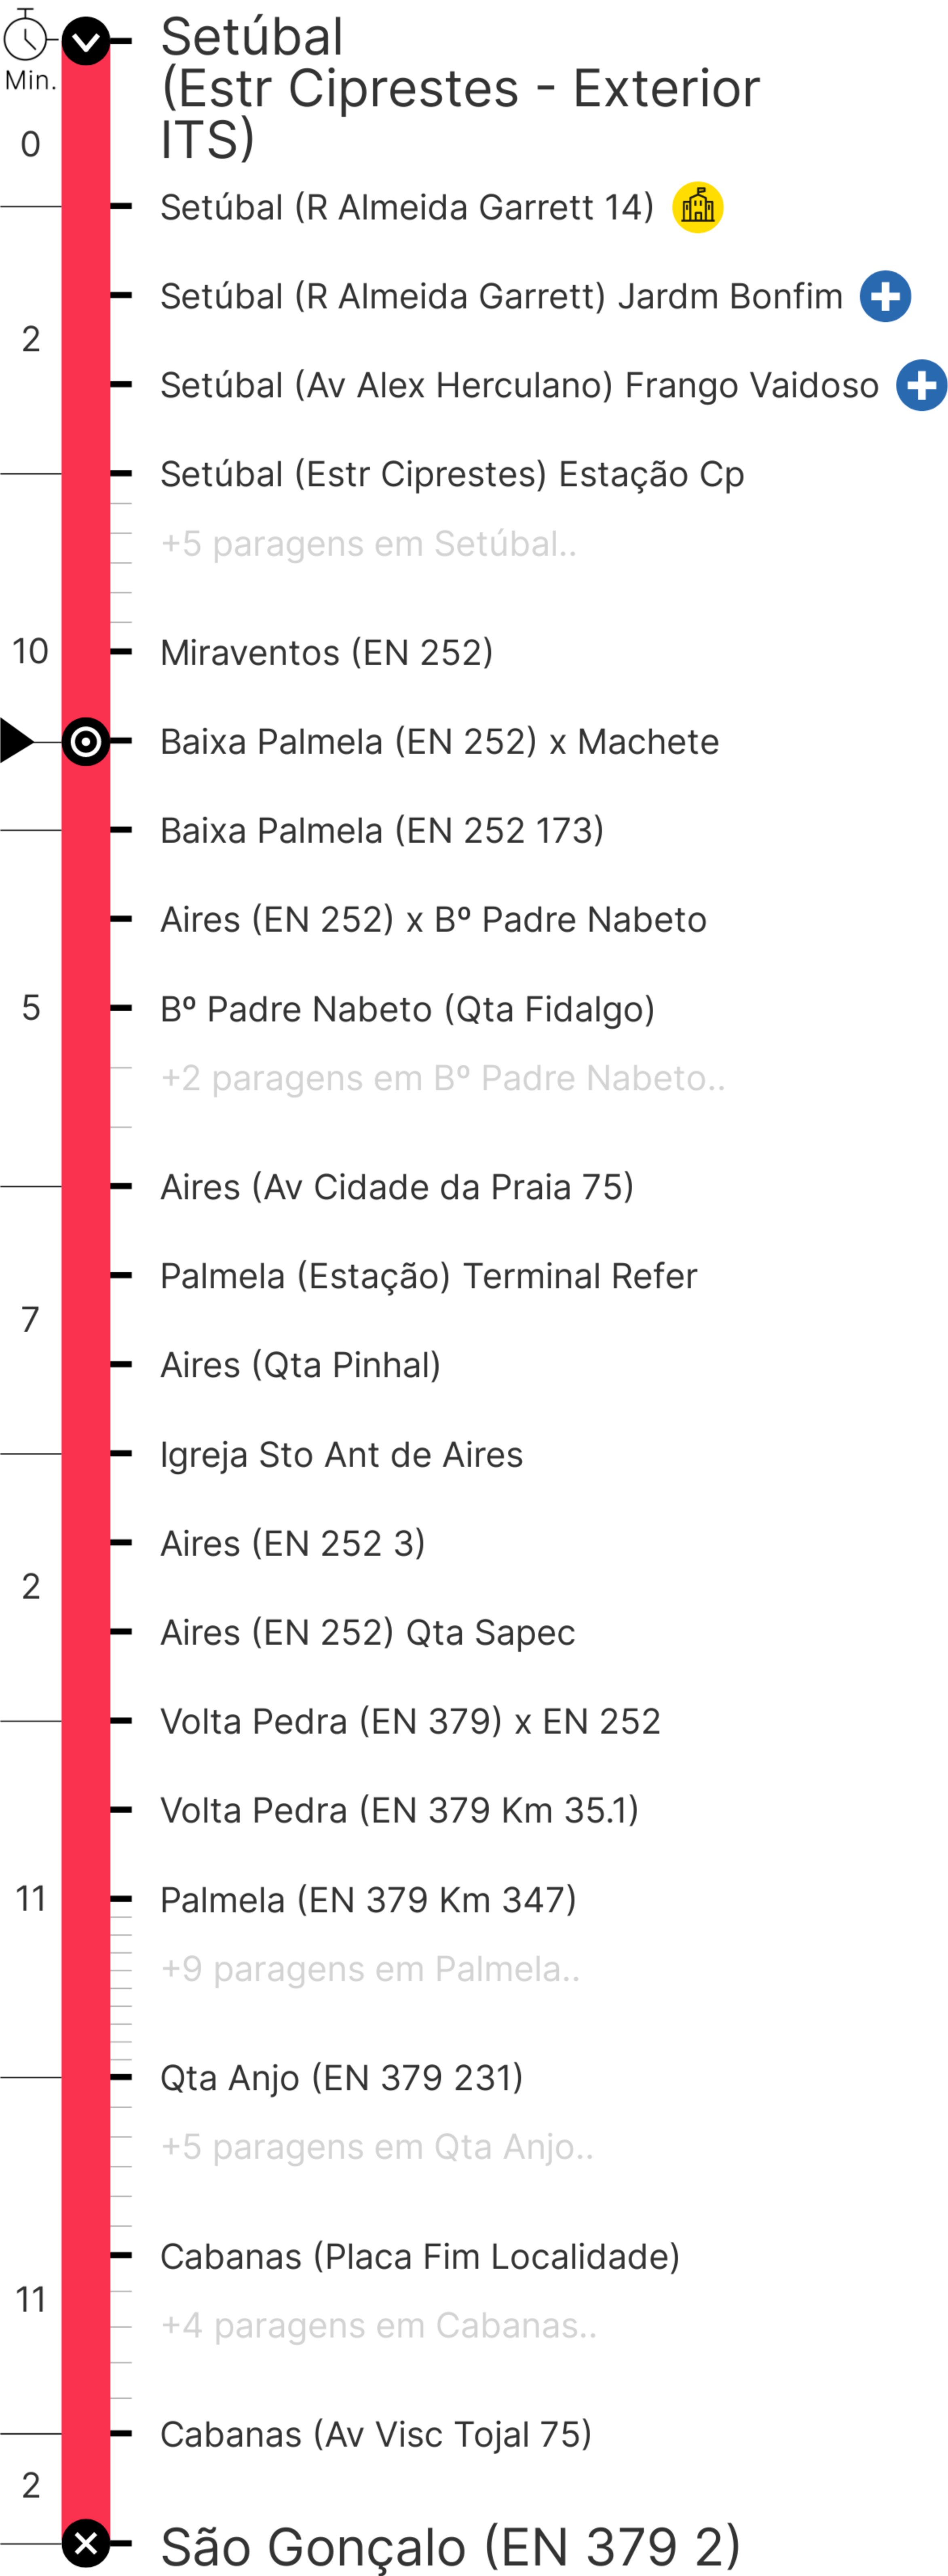 Setúbal
(Estr Ciprestes - Exterior
ITS)
Min.
0
Setúbal (R Almeida Garrett 14)
Setúbal (R Almeida Garrett) Jardm Bonfim
2
Setúbal (Av Alex Herculano) Frango Vaidoso
Setúbal (Estr Ciprestes) Estação Cp
+5 paragens em Setúbal..
10
Miraventos (EN 252)
Baixa Palmela (EN 252) x Machete
Baixa Palmela (EN 252 173)
Aires (EN 252) x Bº Padre Nabeto
5
Bº Padre Nabeto (Qta Fidalgo)
+2 paragens em Bº Padre Nabeto..
Aires (Av Cidade da Praia 75)
Palmela (Estação) Terminal Refer
7
Aires (Qta Pinhal)
Igreja Sto Ant de Aires
Aires (EN 252 3)
2
Aires (EN 252) Qta Sapec
Volta Pedra (EN 379) x EN 252
Volta Pedra (EN 379 Km 35.1)
11
Palmela (EN 379 Km 347)
+9 paragens em Palmela..
Qta Anjo (EN 379 231)
+5 paragens em Qta Anjo..
Cabanas (Placa Fim Localidade)
11
+4 paragens em Cabanas..
Cabanas (Av Visc Tojal 75)
2
São Gonçalo (EN 379 2)